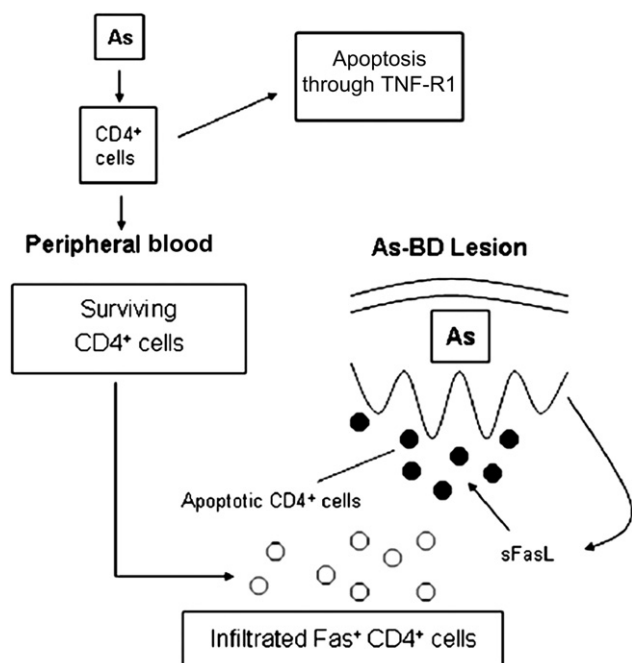 As
Apoptosis
through TNF-R1
CD4⁺
cells
Peripheral blood
As-BD Lesion
Surviving
CD4⁺ cells
As
Apoptotic CD4⁺ cells
sFasL
Infiltrated Fas⁺ CD4⁺ cells